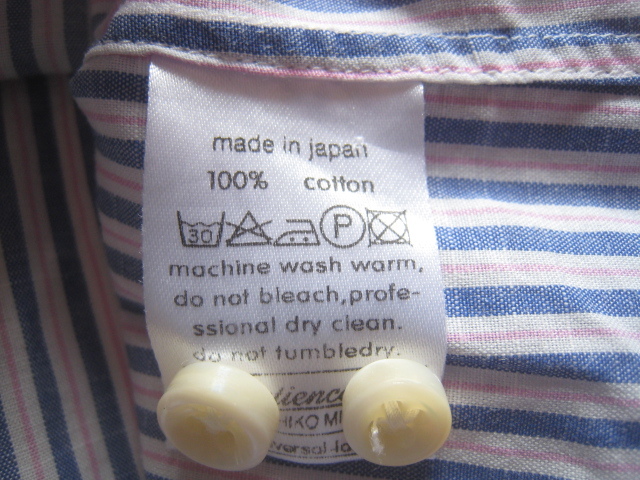 made in japan
100% cotton
30 P
machine wash warm,
do not bleach,profe-
ssional dry clean.
do not tumbledry.